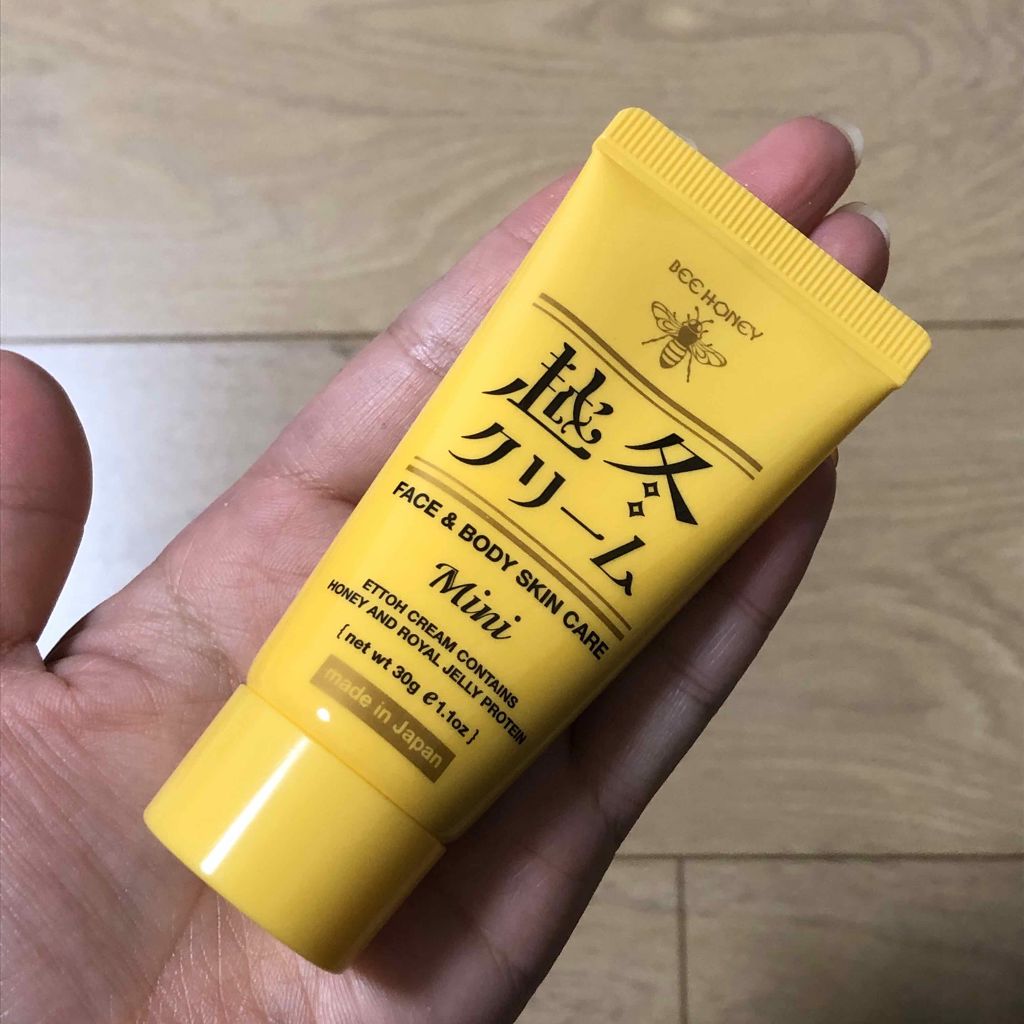 BEE HONEY
越冬
クリーム
FACE & BODY SKIN CARE
Mini
ETTOH CREAM CONTAINS
HONEY AND ROYAL JELLY PROTEIN
{ net wt 30g ℮1.1oz }
made in Japan